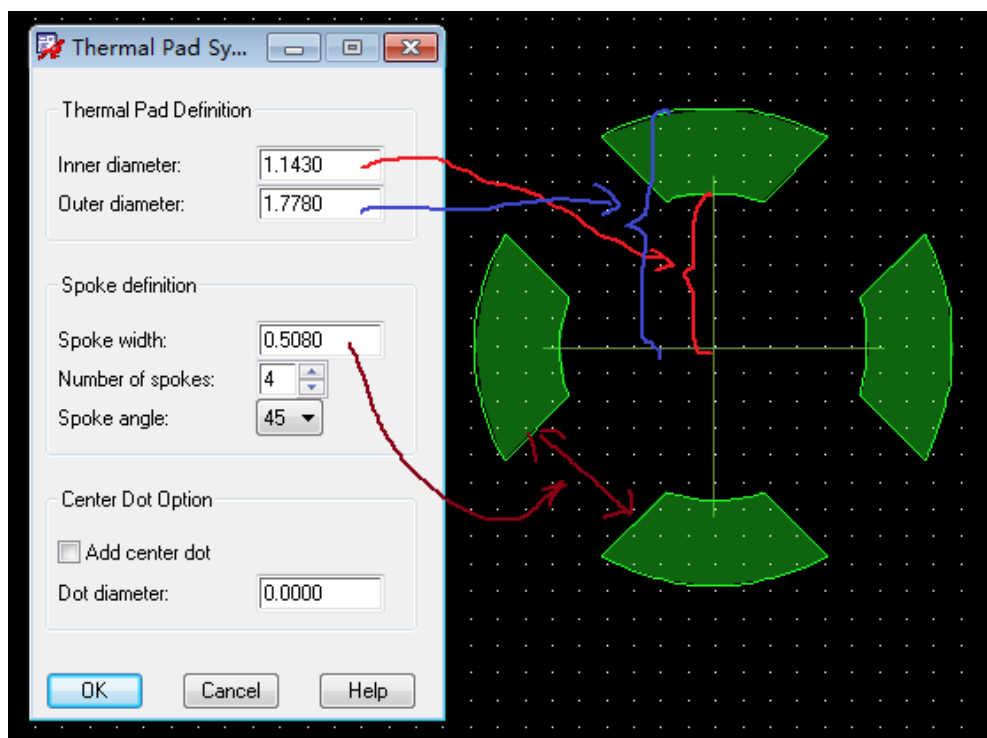 Thermal Pad Sy...
Thermal Pad Definition
Inner diameter: 1.1430
Outer diameter: 1.7780
Spoke definition
Spoke width: 0.5080
Number of spokes: 4
Spoke angle: 45
Center Dot Option
Add center dot
Dot diameter: 0.0000
OK Cancel Help